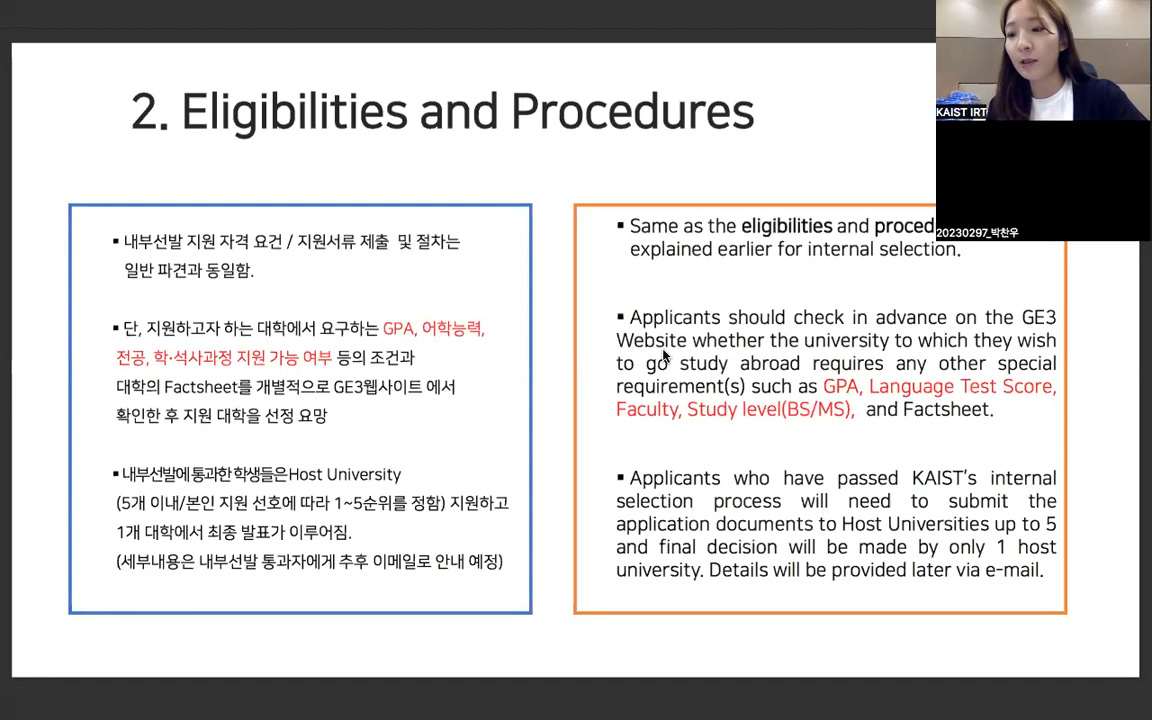 2. Eligibilities and Procedures
▪ 내부선발 지원 자격 요건 / 지원서류 제출 및 절차는
일반 파견과 동일함.
▪ 단, 지원하고자 하는 대학에서 요구하는 GPA, 어학능력,
전공, 학·석사과정 지원 가능 여부 등의 조건과
대학의 Factsheet를 개별적으로 GE3웹사이트 에서
확인한 후 지원 대학을 선정 요망
▪ 내부선발에 통과한 학생들은 Host University
(5개 이내/본인 지원 선호에 따라 1~5순위를 정함) 지원하고
1개 대학에서 최종 발표가 이루어짐.
(세부내용은 내부선발 통과자에게 추후 이메일로 안내 예정)
▪ Same as the eligibilities and proced
explained earlier for internal selection.
▪ Applicants should check in advance on the GE3
Website whether the university to which they wish
to go study abroad requires any other special
requirement(s) such as GPA, Language Test Score,
Faculty, Study level(BS/MS), and Factsheet.
▪ Applicants who have passed KAIST's internal
selection process will need to submit the
application documents to Host Universities up to 5
and final decision will be made by only 1 host
university. Details will be provided later via e-mail.
KAIST IRT
20230297_박찬우